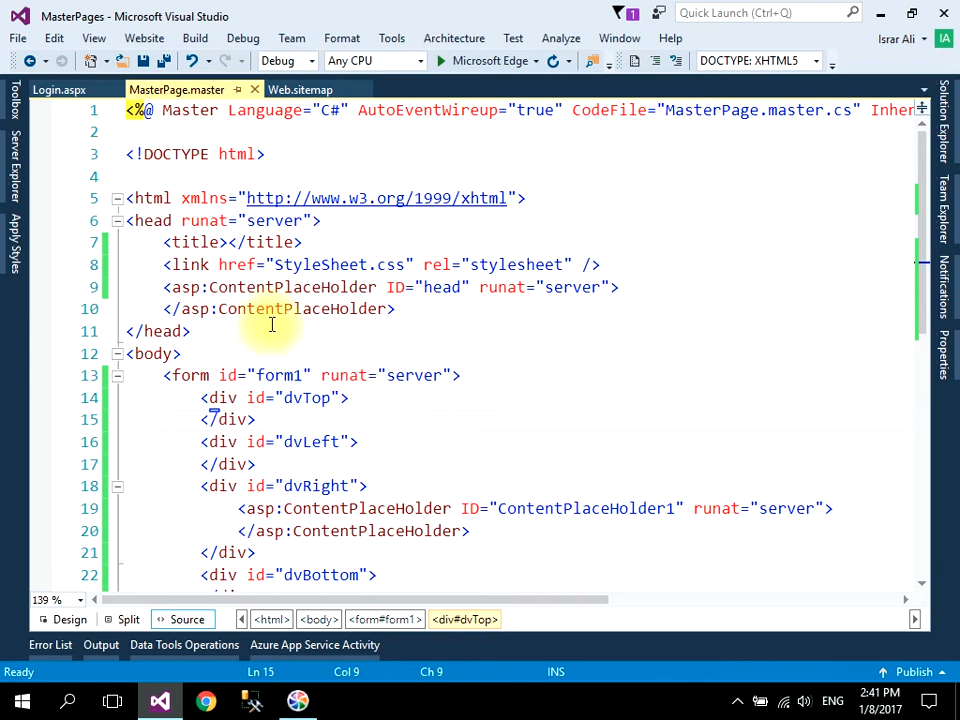 MasterPages - Microsoft Visual Studio
1
Quick Launch (Ctrl+Q)
File Edit View Website Build Debug Team Format Tools Architecture Test Analyze Window Help
Israr Ali IA
Debug Any CPU Microsoft Edge DOCTYPE: XHTML5
Login.aspx MasterPage.master Web.sitemap
Toolbox
Server Explorer
Apply Styles
Solution Explorer
Team Explorer
Notifications
Properties
1 <%@ Master Language="C#" AutoEventWireup="true" CodeFile="MasterPage.master.cs" Inher
2
3 <!DOCTYPE html>
4
5 <html xmlns="http://www.w3.org/1999/xhtml">
6 <head runat="server">
7 <title></title>
8 <link href="StyleSheet.css" rel="stylesheet" />
9 <asp:ContentPlaceHolder ID="head" runat="server">
10 </asp:ContentPlaceHolder>
11 </head>
12 <body>
13 <form id="form1" runat="server">
14 <div id="dvTop">
15 </div>
16 <div id="dvLeft">
17 </div>
18 <div id="dvRight">
19 <asp:ContentPlaceHolder ID="ContentPlaceHolder1" runat="server">
20 </asp:ContentPlaceHolder>
21 </div>
22 <div id="dvBottom">
139 %
Design Split Source <html> <body> <form#form1> <div#dvTop>
Error List Output Data Tools Operations Azure App Service Activity
Ready Ln 15 Col 9 Ch 9 INS Publish
ENG
2:41 PM
1/8/2017